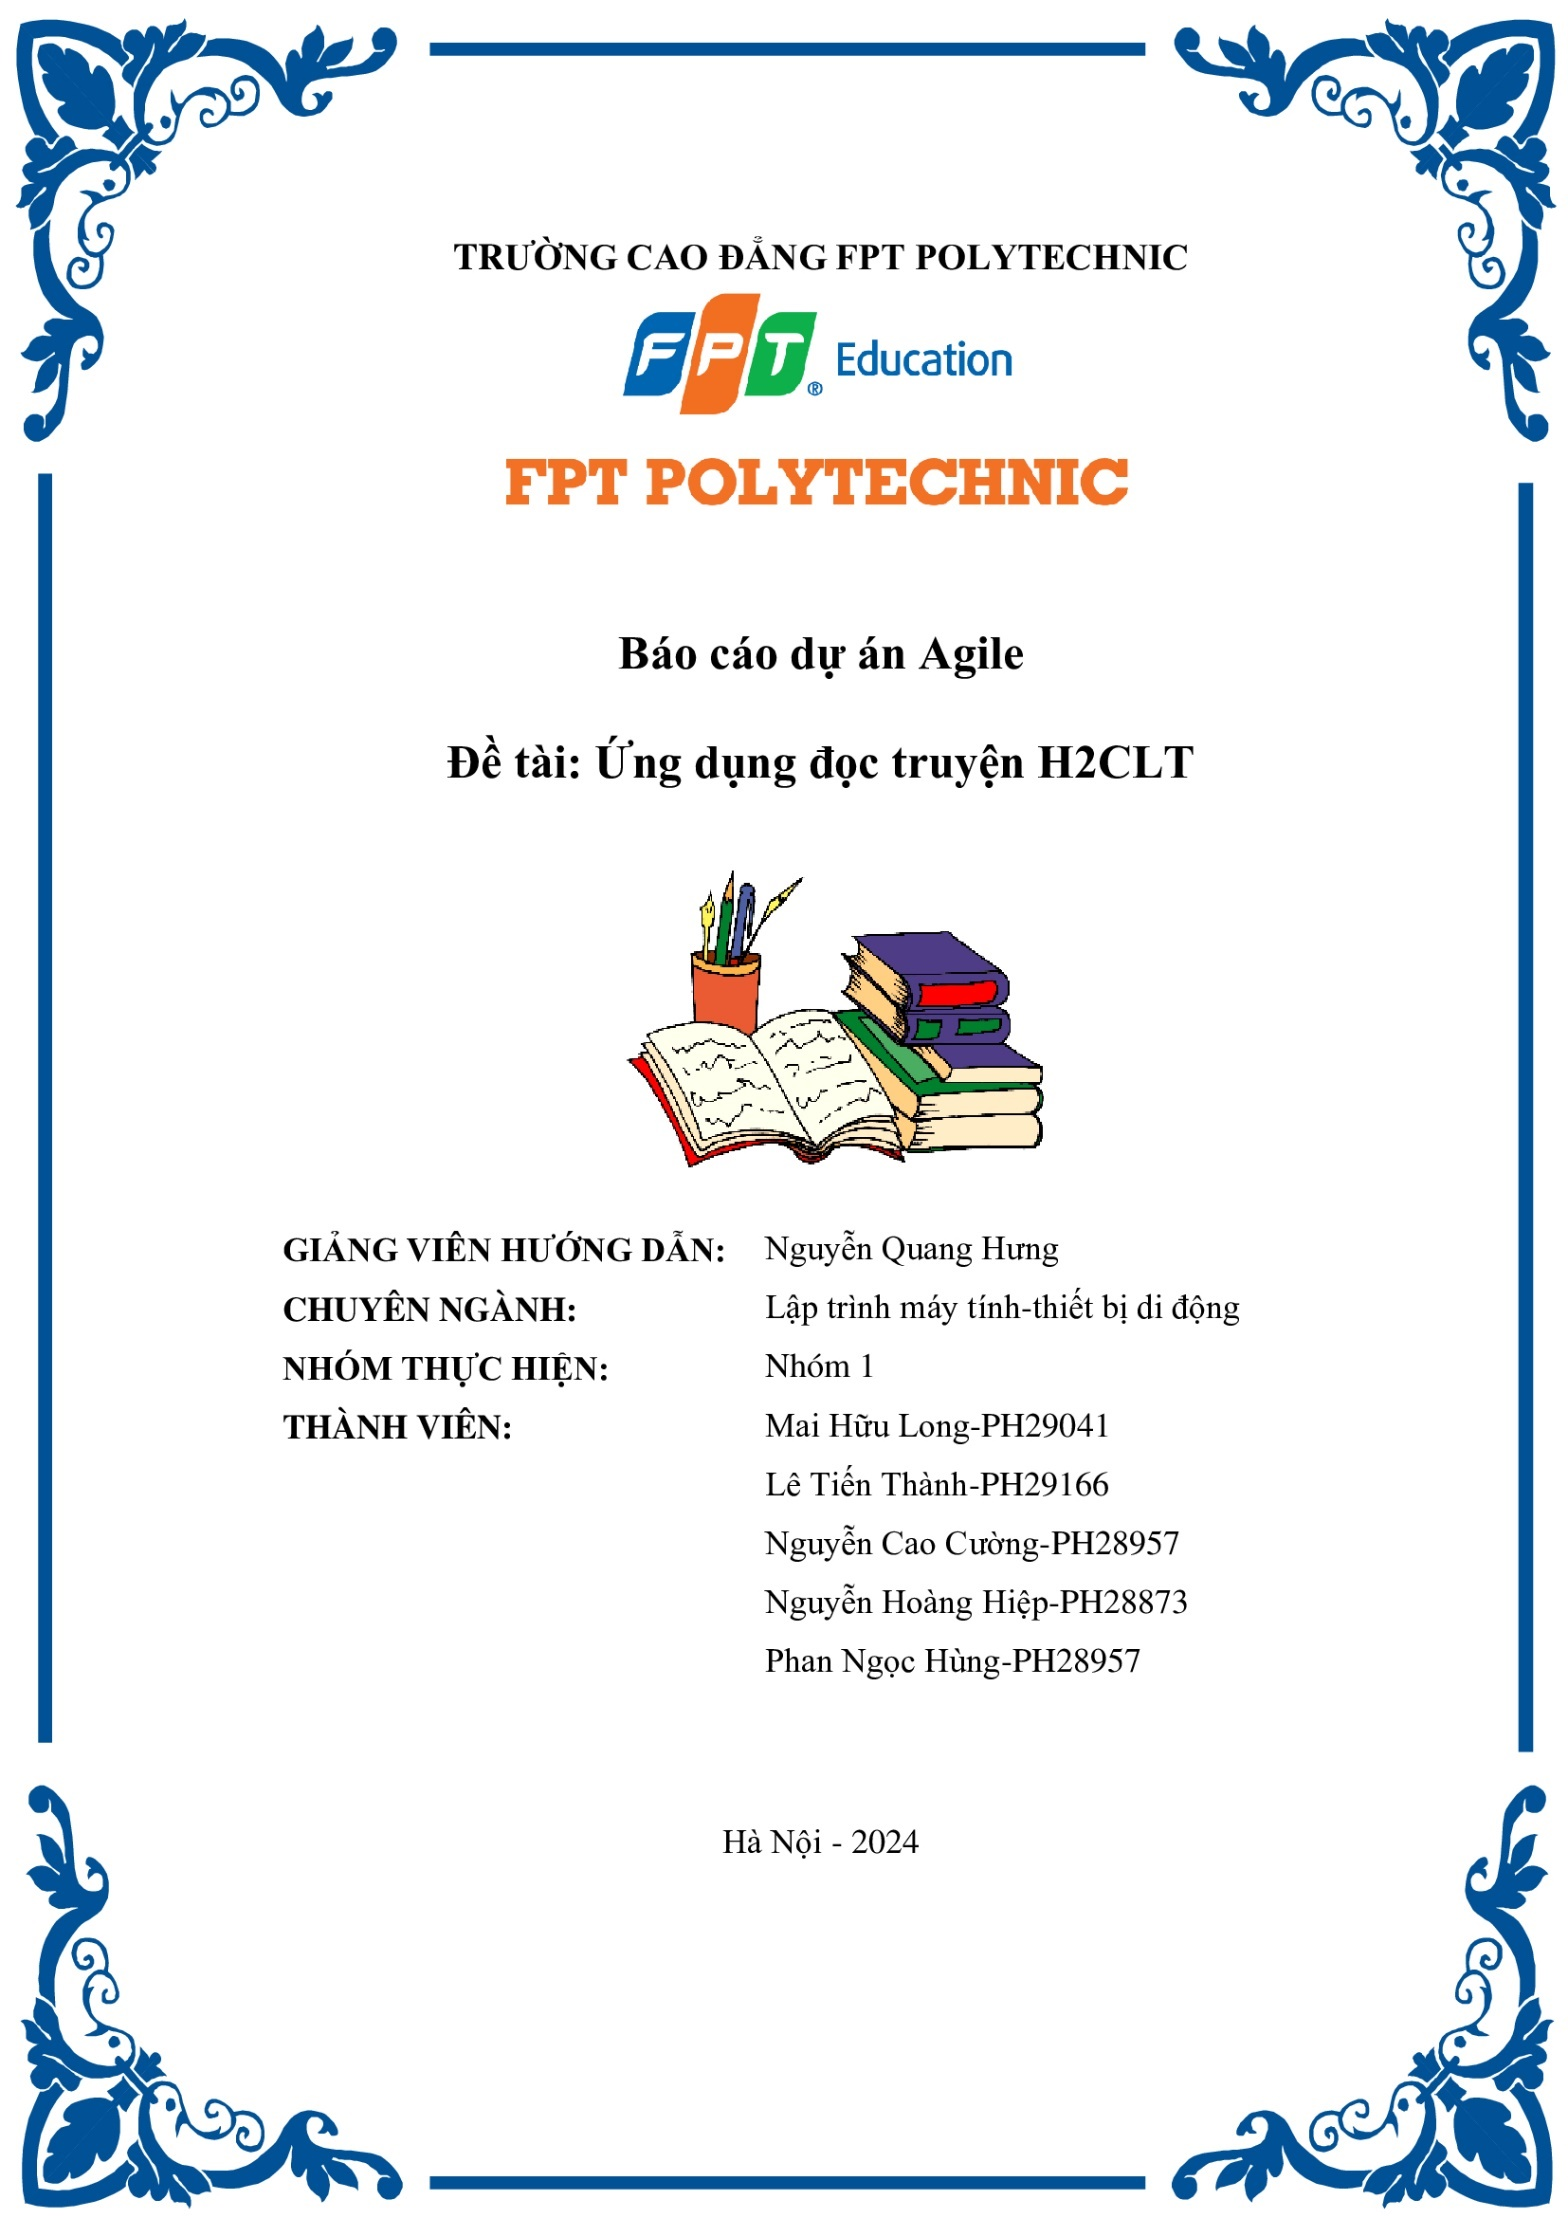 TRƯỜNG CAO ĐẲNG FPT POLYTECHNIC
FPT® Education
FPT POLYTECHNIC
Báo cáo dự án Agile
Đề tài: Ứng dụng đọc truyện H2CLT
GIẢNG VIÊN HƯỚNG DẪN: Nguyễn Quang Hưng
CHUYÊN NGÀNH: Lập trình máy tính-thiết bị di động
NHÓM THỰC HIỆN: Nhóm 1
THÀNH VIÊN: Mai Hữu Long-PH29041
Lê Tiến Thành-PH29166
Nguyễn Cao Cường-PH28957
Nguyễn Hoàng Hiệp-PH28873
Phan Ngọc Hùng-PH28957
Hà Nội - 2024